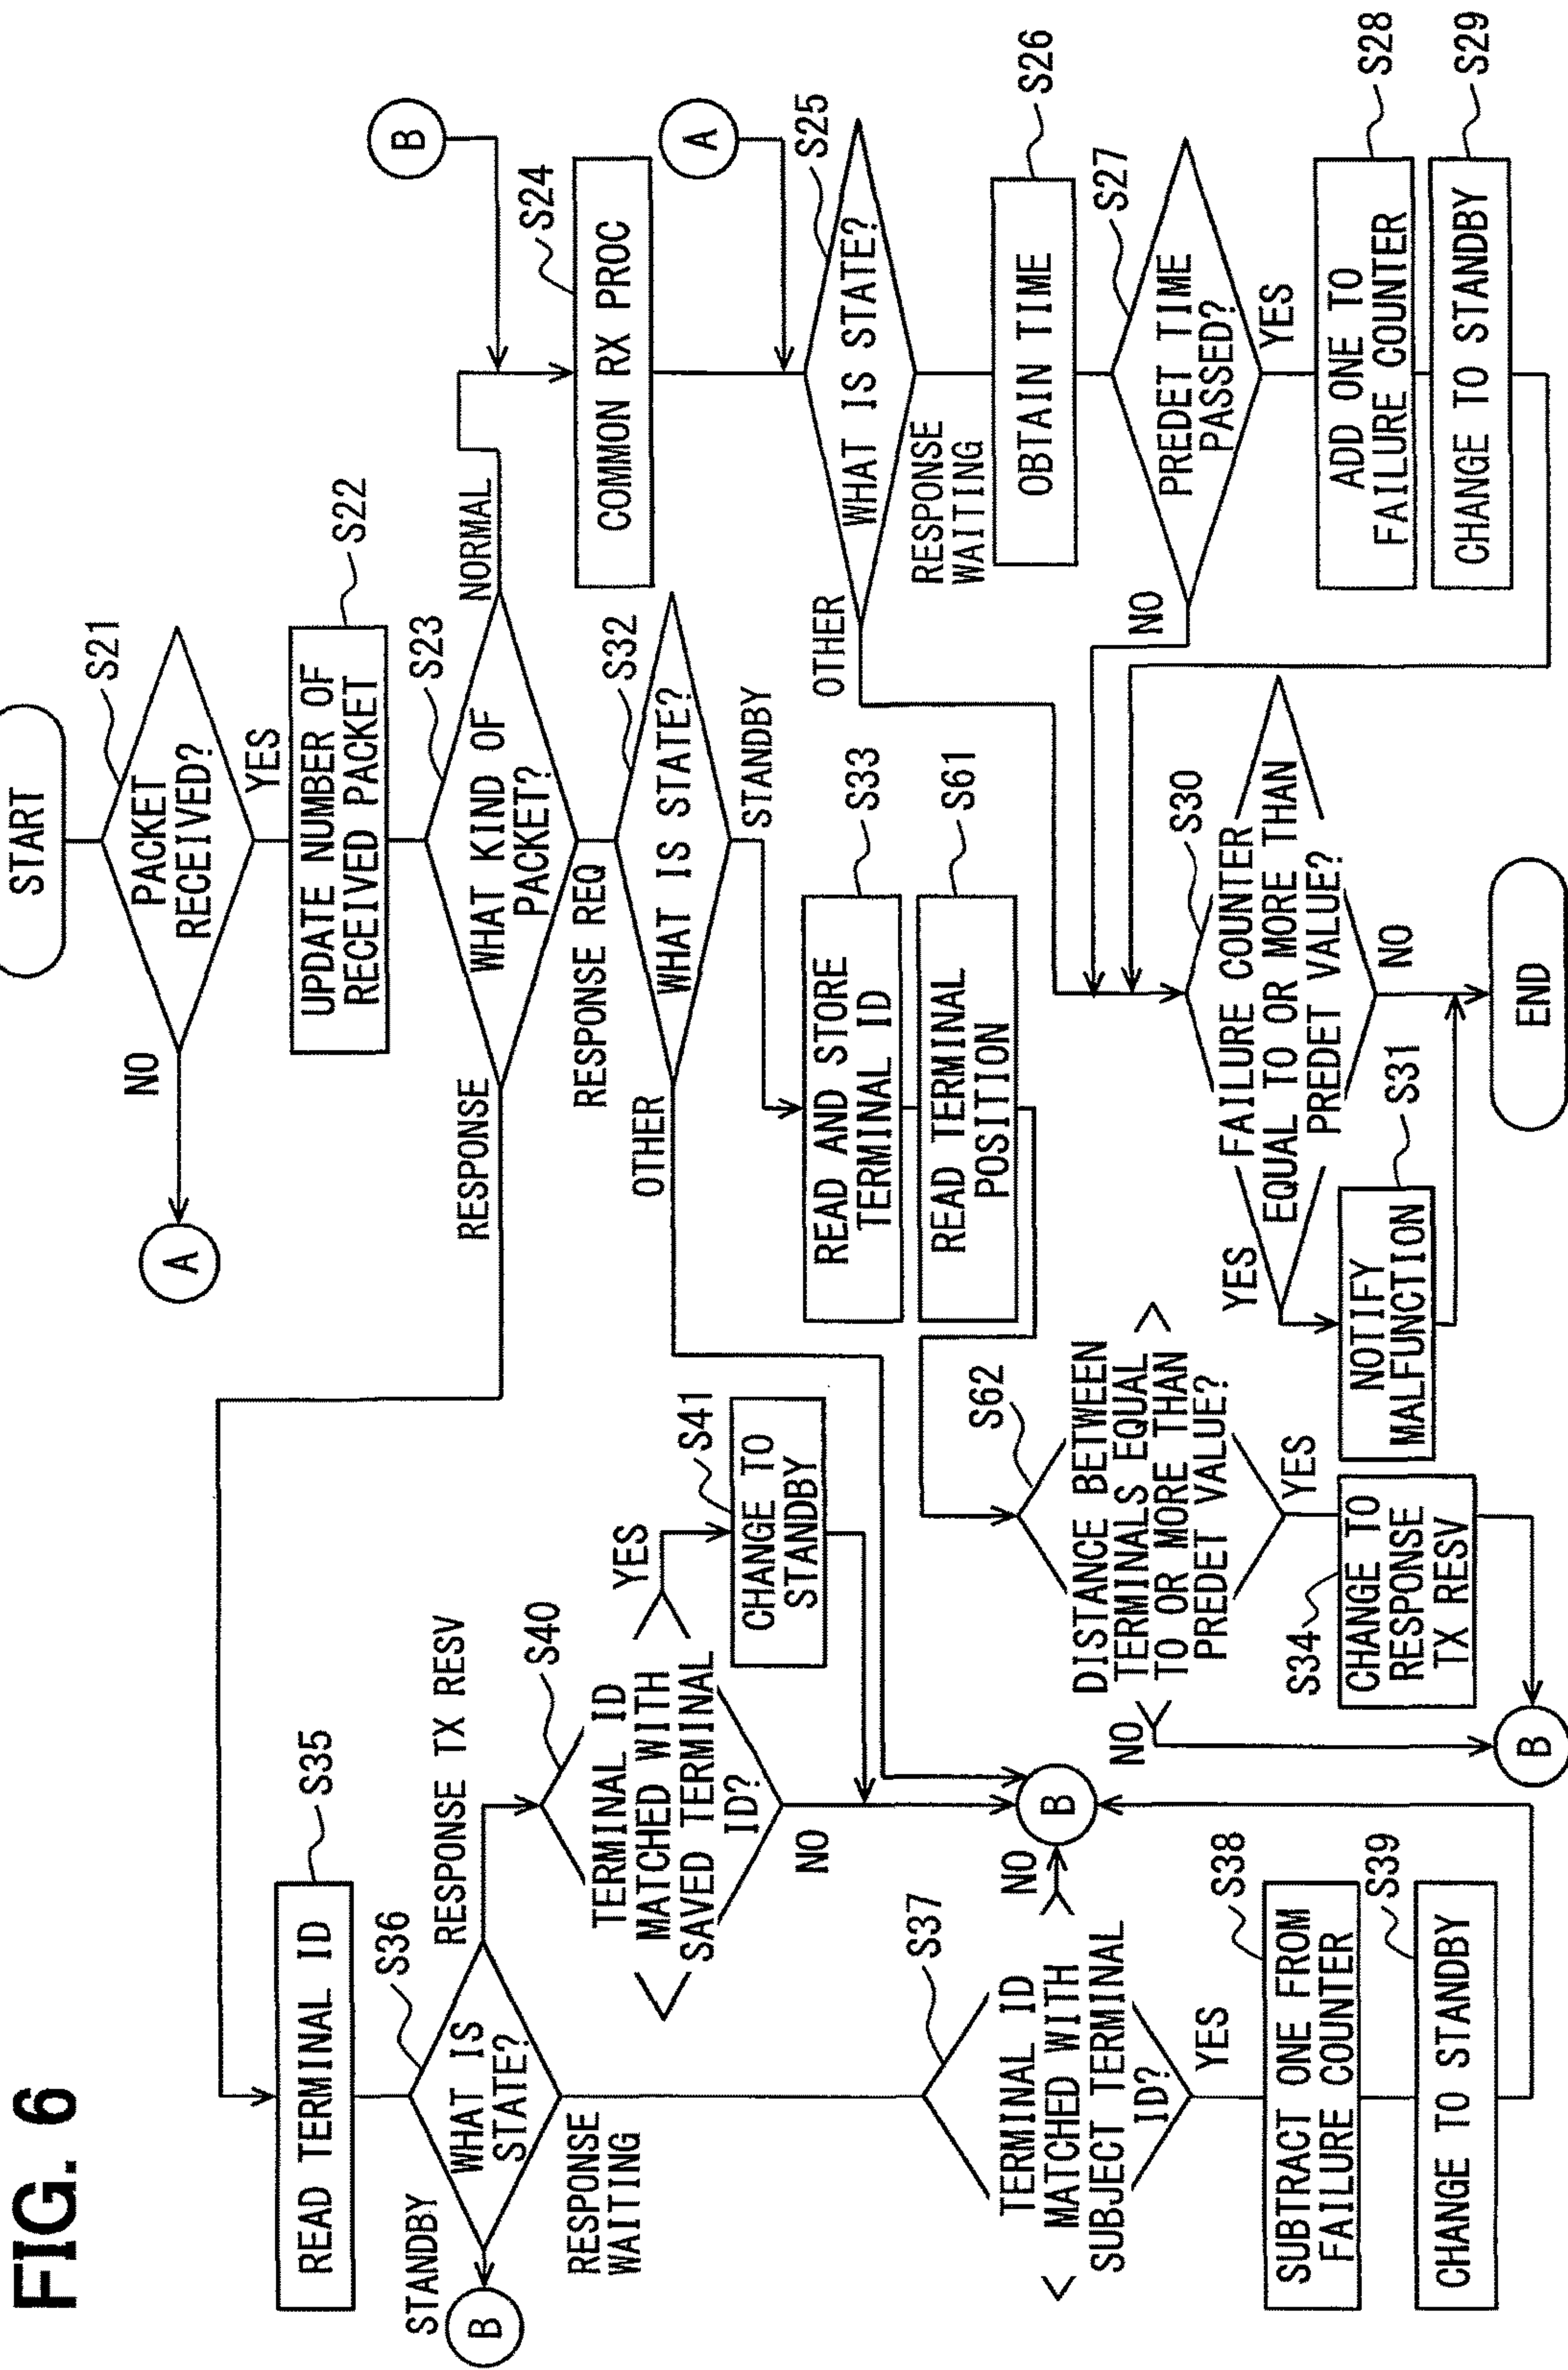 FIG. 6
START
S21
PACKET
RECEIVED?
NO
YES
A
S22
UPDATE NUMBER OF
RECEIVED PACKET
S23
WHAT KIND OF
PACKET?
RESPONSE
NORMAL
RESPONSE REQ
B
S24
COMMON RX PROC
A
S25
WHAT IS STATE?
OTHER
RESPONSE
WAITING
S26
OBTAIN TIME
S27
PREDET TIME
PASSED?
NO
YES
S28
ADD ONE TO
FAILURE COUNTER
S29
CHANGE TO STANDBY
S32
WHAT IS STATE?
OTHER
STANDBY
S33
READ AND STORE
TERMINAL ID
S61
READ TERMINAL
POSITION
S62
DISTANCE BETWEEN
TERMINALS EQUAL
TO OR MORE THAN
PREDET VALUE?
NO
YES
S34
CHANGE TO
RESPONSE
TX RESV
B
S30
FAILURE COUNTER
EQUAL TO OR MORE THAN
PREDET VALUE?
YES
NO
S31
NOTIFY
MALFUNCTION
END
S35
READ TERMINAL ID
S36
WHAT IS
STATE?
STANDBY
B
RESPONSE TX RESV
RESPONSE
WAITING
S40
TERMINAL ID
MATCHED WITH
SAVED TERMINAL
ID?
YES
NO
S41
CHANGE TO
STANDBY
B
S37
TERMINAL ID
MATCHED WITH
SUBJECT TERMINAL
ID?
NO
YES
S38
SUBTRACT ONE FROM
FAILURE COUNTER
S39
CHANGE TO STANDBY